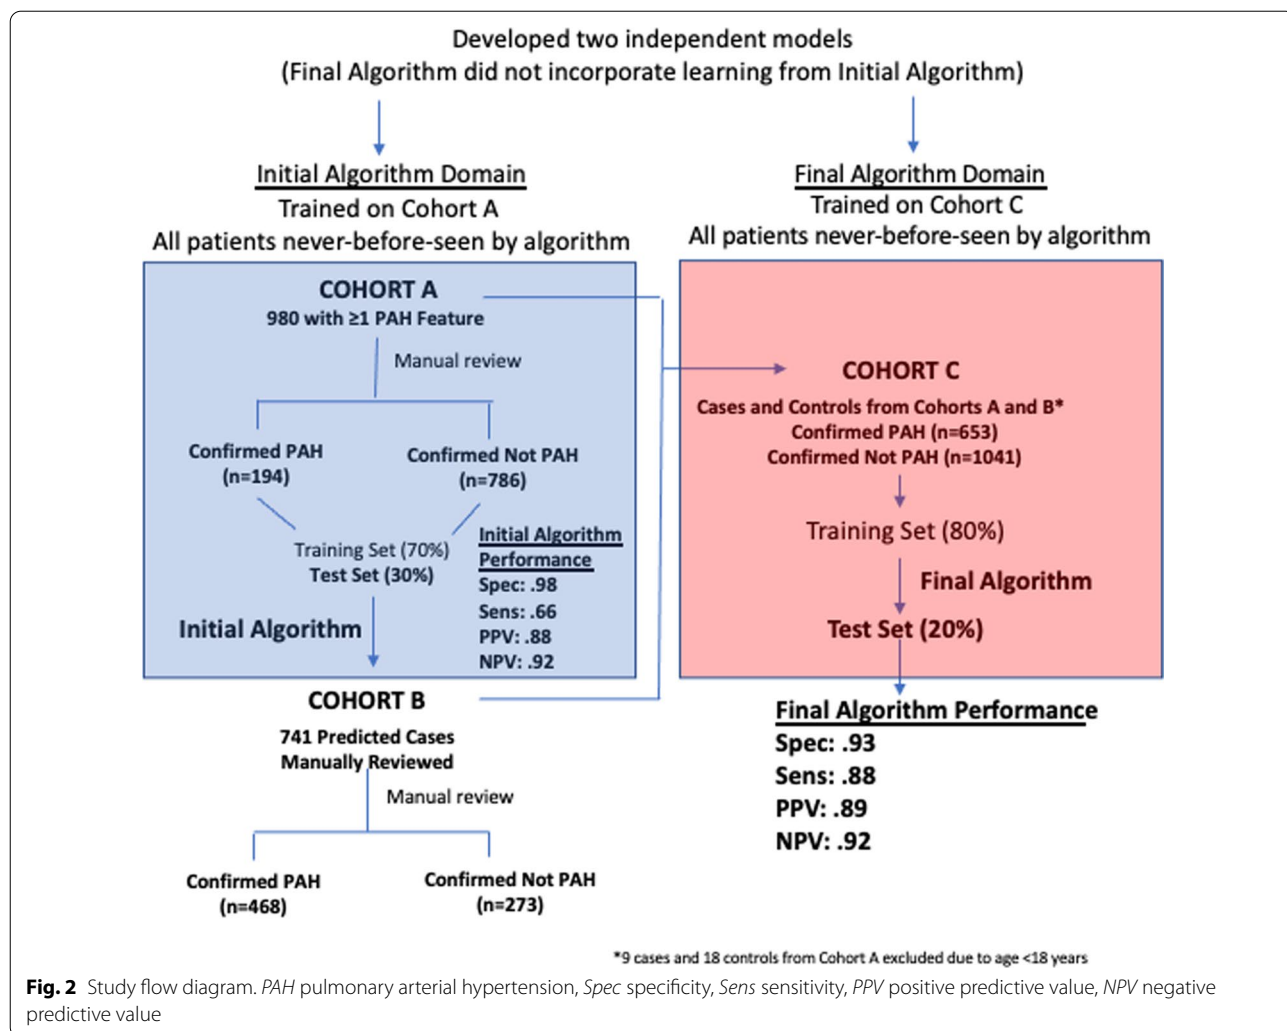 Developed two independent models
(Final Algorithm did not incorporate learning from Initial Algorithm)
Initial Algorithm Domain
Trained on Cohort A
All patients never-before-seen by algorithm
COHORT A
980 with ≥1 PAH Feature
Manual review
Confirmed PAH
(n=194)
Confirmed Not PAH
(n=786)
Training Set (70%)
Test Set (30%)
Initial Algorithm
Performance
Spec: .98
Sens: .66
PPV: .88
NPV: .92
Initial Algorithm
COHORT B
741 Predicted Cases
Manually Reviewed
Manual review
Confirmed PAH
(n=468)
Confirmed Not PAH
(n=273)
Final Algorithm Domain
Trained on Cohort C
All patients never-before-seen by algorithm
COHORT C
Cases and Controls from Cohorts A and B*
Confirmed PAH (n=653)
Confirmed Not PAH (n=1041)
Training Set (80%)
Final Algorithm
Test Set (20%)
Final Algorithm Performance
Spec: .93
Sens: .88
PPV: .89
NPV: .92
*9 cases and 18 controls from Cohort A excluded due to age <18 years
Fig. 2 Study flow diagram. PAH pulmonary arterial hypertension, Spec specificity, Sens sensitivity, PPV positive predictive value, NPV negative
predictive value